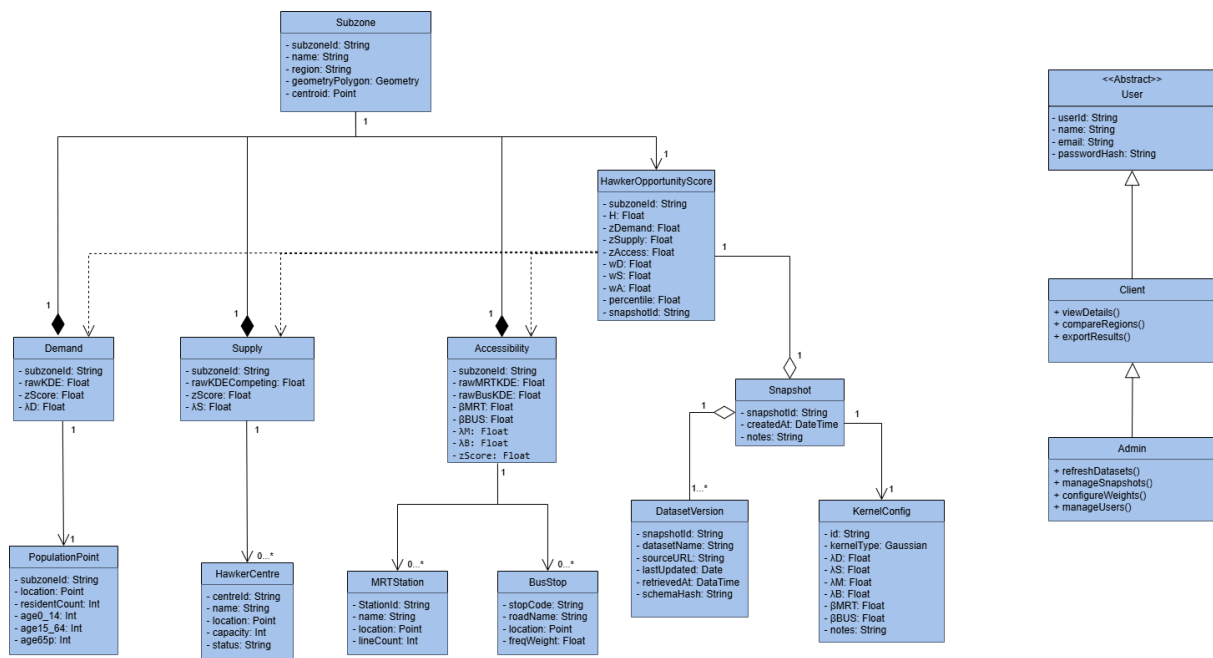 Subzone
- subzoneId: String
- name: String
- region: String
- geometryPolygon: Geometry
- centroid: Point
1
1
<<Abstract>>
User
- userId: String
- name: String
- email: String
- passwordHash: String
HawkerOpportunityScore
- subzoneId: String
- H: Float
- zDemand: Float
- zSupply: Float
- zAccess: Float
- wD: Float
- wS: Float
- wA: Float
- percentile: Float
- snapshotId: String
1
1
1
1
1
Demand
- subzoneId: String
- rawKDE: Float
- zScore: Float
- λD: Float
1
Supply
- subzoneId: String
- rawKDECompeting: Float
- zScore: Float
- λS: Float
1
Accessibility
- subzoneId: String
- rawMRTKDE: Float
- rawBusKDE: Float
- βMRT: Float
- βBUS: Float
- λM: Float
- λB: Float
- zScore: Float
1
Client
+ viewDetails()
+ compareRegions()
+ exportResults()
Snapshot
- snapshotId: String
- createdAt: DateTime
- notes: String
1
1
Admin
+ refreshDatasets()
+ manageSnapshots()
+ configureWeights()
+ manageUsers()
1
PopulationPoint
- subzoneId: String
- location: Point
- residentCount: Int
- age0_14: Int
- age15_64: Int
- age65p: Int
0...*
HawkerCentre
- centreId: String
- name: String
- location: Point
- capacity: Int
- status: String
0...*
MRTStation
- StationId: String
- name: String
- location: Point
- lineCount: Int
0...*
BusStop
- stopCode: String
- roadName: String
- location: Point
- freqWeight: Float
1...*
DatasetVersion
- snapshotId: String
- datasetName: String
- sourceURL: String
- lastUpdated: Date
- retrievedAt: DataTime
- schemaHash: String
1
KernelConfig
- id: String
- kernelType: Gaussian
- λD: Float
- λS: Float
- λM: Float
- λB: Float
- βMRT: Float
- βBUS: Float
- notes: String